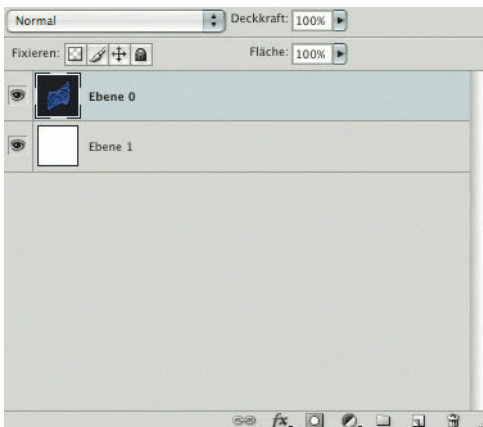 Normal Deckkraft: 100%
Fixieren: Fläche: 100%
Ebene 0
Ebene 1
fx.